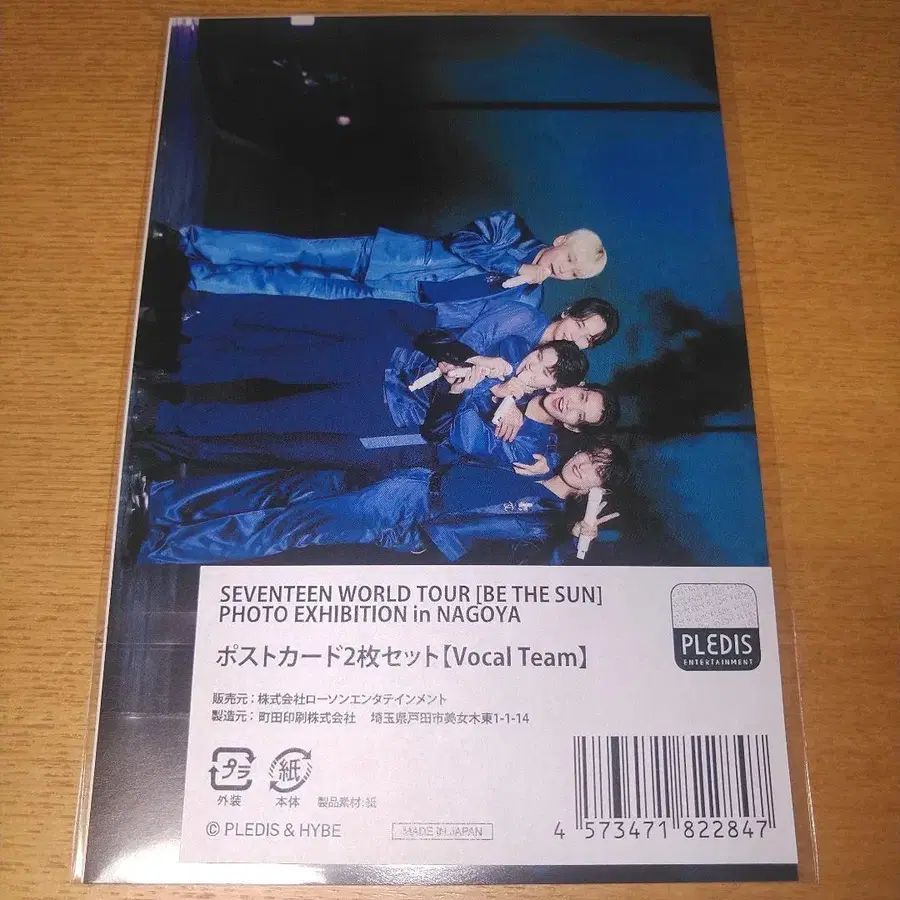 SEVENTEEN WORLD TOUR [BE THE SUN]
PHOTO EXHIBITION in NAGOYA
ポストカード2枚セット【Vocal Team】
PLEDIS
ENTERTAINMENT
販売元：株式会社ローソンエンタテインメント
製造元：町田印刷株式会社 埼玉県戸田市美女木東1-1-14
プラ
外装
紙
本体
製品素材:紙
© PLEDIS & HYBE
MADE IN JAPAN
4 573471 822847